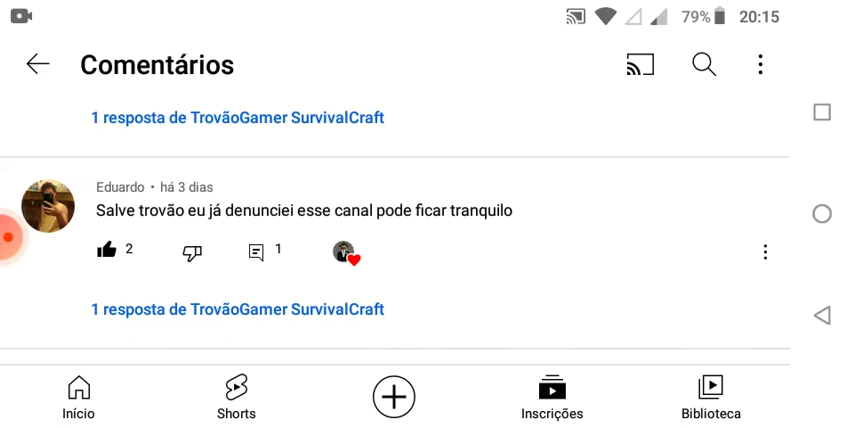 79% 20:15
Comentários
1 resposta de TrovãoGamer SurvivalCraft
Eduardo • há 3 dias
Salve trovão eu já denunciei esse canal pode ficar tranquilo
2 1
1 resposta de TrovãoGamer SurvivalCraft
Início Shorts Inscrições Biblioteca